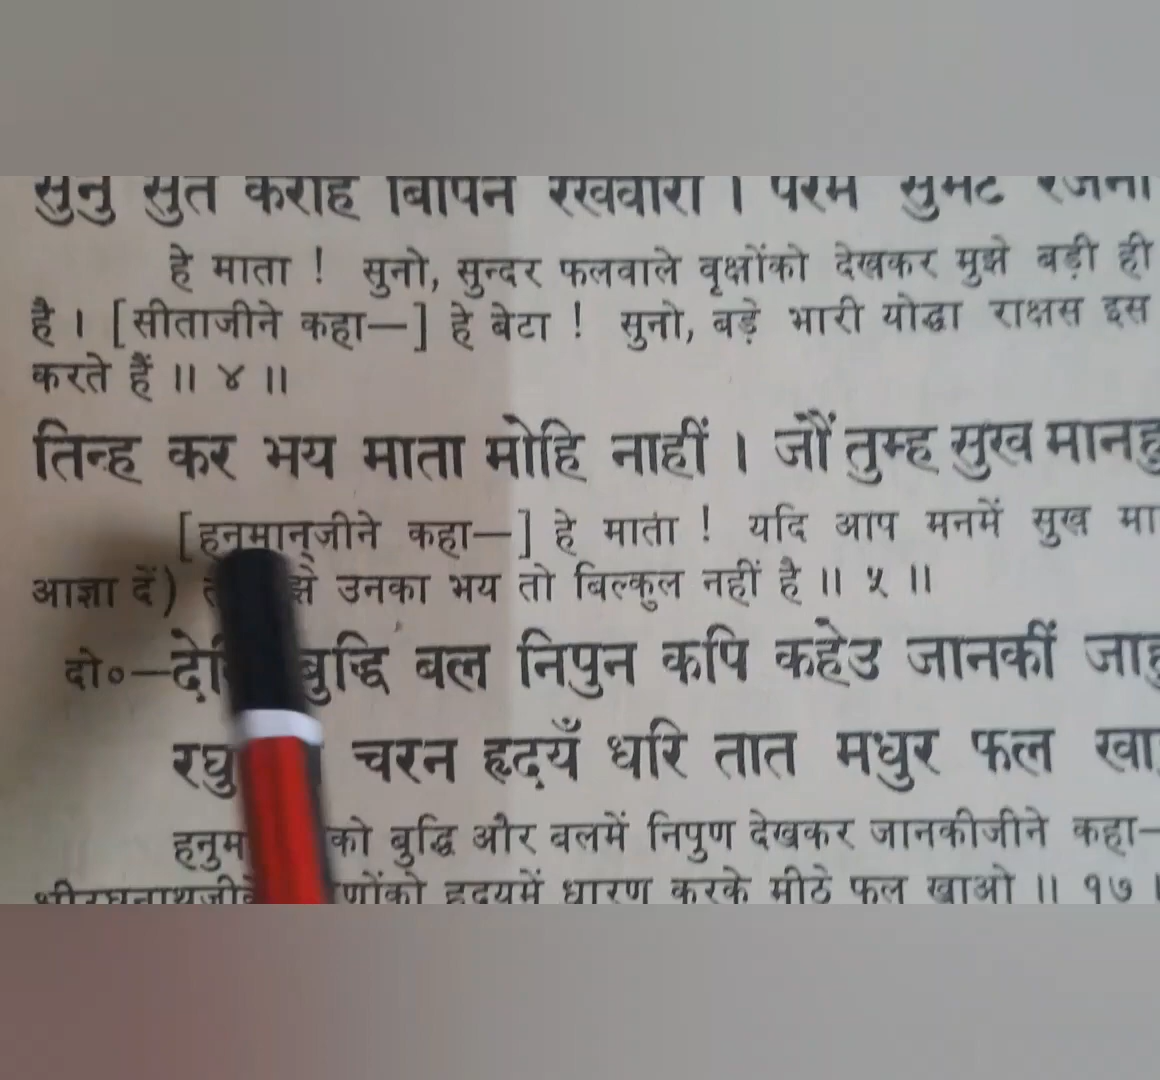 सुनु सुत करहिं बिपिन रखवारी । परम सुभट रजनी
हे माता ! सुनो, सुन्दर फलवाले वृक्षोंको देखकर मुझे बड़ी ही
है । [सीताजीने कहा—] हे बेटा ! सुनो, बड़े भारी योद्धा राक्षस इस
करते हैं ॥ ४ ॥
तिन्ह कर भय माता मोहि नाहीं । जौं तुम्ह सुख मानहु
[हनुमान्‌जीने कहा—] हे माता ! यदि आप मनमें सुख मा
आज्ञा दें) उनका भय तो बिल्कुल नहीं है ॥ ५ ॥
दो०—देखि बुद्धि बल निपुन कपि कहेउ जानकीं जाहु
रघु चरन हृदयँ धरि तात मधुर फल खा
हनुम को बुद्धि और बलमें निपुण देखकर जानकीजीने कहा—
श्रीरघुनाथजीके णोंको हृदयमें धारण करके मीठे फल खाओ ॥ १७ ॥